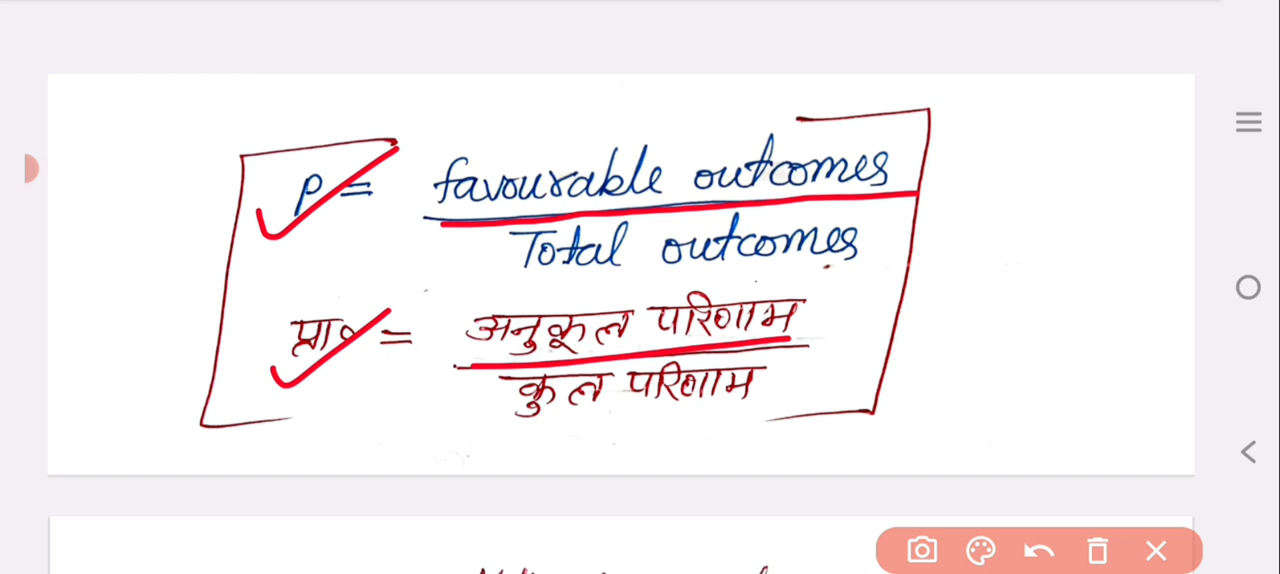 P = favourable outcomes
Total outcomes
प्रा० = अनुकूल परिणाम
कुल परिणाम